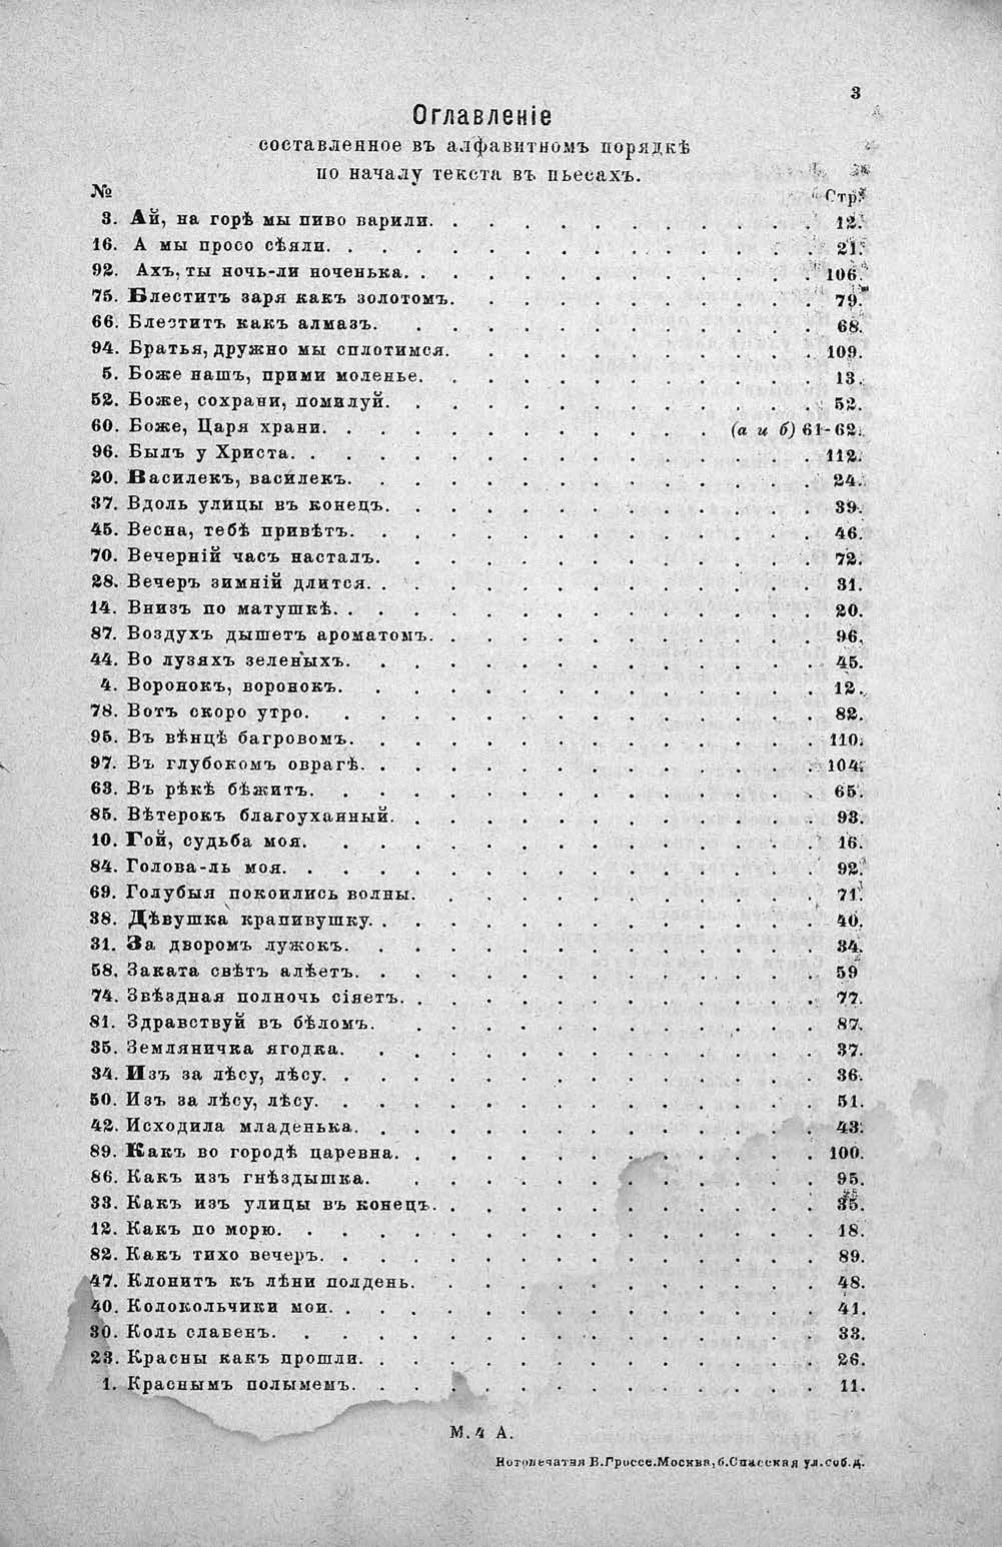 3
Оглавленіе
составленное въ алфавитномъ порядкѣ
по началу текста въ пьесахъ.
№ Стр.
3. Ай, на горѣ мы пиво варили. 12.
16. А мы просо сѣяли. 21.
92. Ахъ, ты ночь-ли ноченька. 106.
75. Блеститъ заря какъ золотомъ. 79.
66. Блеститъ какъ алмазъ. 68.
94. Братья, дружно мы сплотимся. 109.
5. Боже нашъ, прими моленье. 13.
52. Боже, сохрани, помилуй. 52.
60. Боже, Царя храни. (а и б) 61-62.
96. Былъ у Христа. 112.
20. Василекъ, василекъ. 24.
37. Вдоль улицы въ конецъ. 39.
45. Весна, тебѣ привѣтъ. 46.
70. Вечерній часъ насталъ. 72.
28. Вечеръ зимній длится. 31.
14. Внизъ по матушкѣ. 20.
87. Воздухъ дышетъ ароматомъ. 96.
44. Во лузяхъ зеленыхъ. 45.
4. Воронокъ, воронокъ. 12.
78. Вотъ скоро утро. 82.
95. Въ вѣнцѣ багровомъ. 110.
97. Въ глубокомъ оврагѣ. 104.
63. Въ рѣкѣ бѣжитъ. 65.
85. Вѣтерокъ благоуханный. 93.
10. Гой, судьба моя. 16.
84. Голова-ль моя. 92.
69. Голубыя покоились волны. 71.
38. Дѣвушка крапивушку. 40.
31. За дворомъ лужокъ. 34.
58. Заката свѣтъ алѣетъ. 59
74. Звѣздная полночь сіяетъ. 77.
81. Здравствуй въ бѣломъ. 87.
35. Земляничка ягодка. 37.
34. Изъ за лѣсу, лѣсу. 36.
50. Изъ за лѣсу, лѣсу. 51.
42. Исходила младенька. 43.
89. Какъ во городѣ царевна. 100.
86. Какъ изъ гнѣздышка. 95.
33. Какъ изъ улицы въ конецъ. 35.
12. Какъ по морю. 18.
82. Какъ тихо вечеръ. 89.
47. Клонитъ къ лѣни полдень. 48.
40. Колокольчики мои. 41.
30. Коль славенъ. 33.
23. Красны какъ прошли. 26.
1. Краснымъ полымемъ. 11.
М. 4 А.
Нотопечатня В. Гроссе. Москва, б. Спасская ул. соб. д.